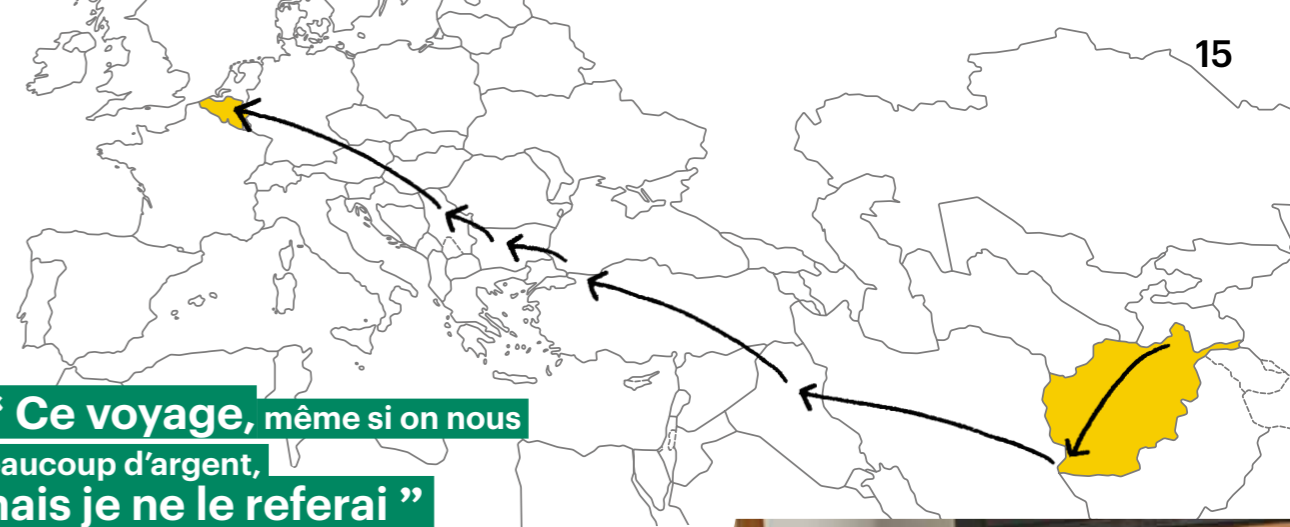 15
“ Ce voyage, même si on nous
aucoup d’argent,
ais je ne le referai ”